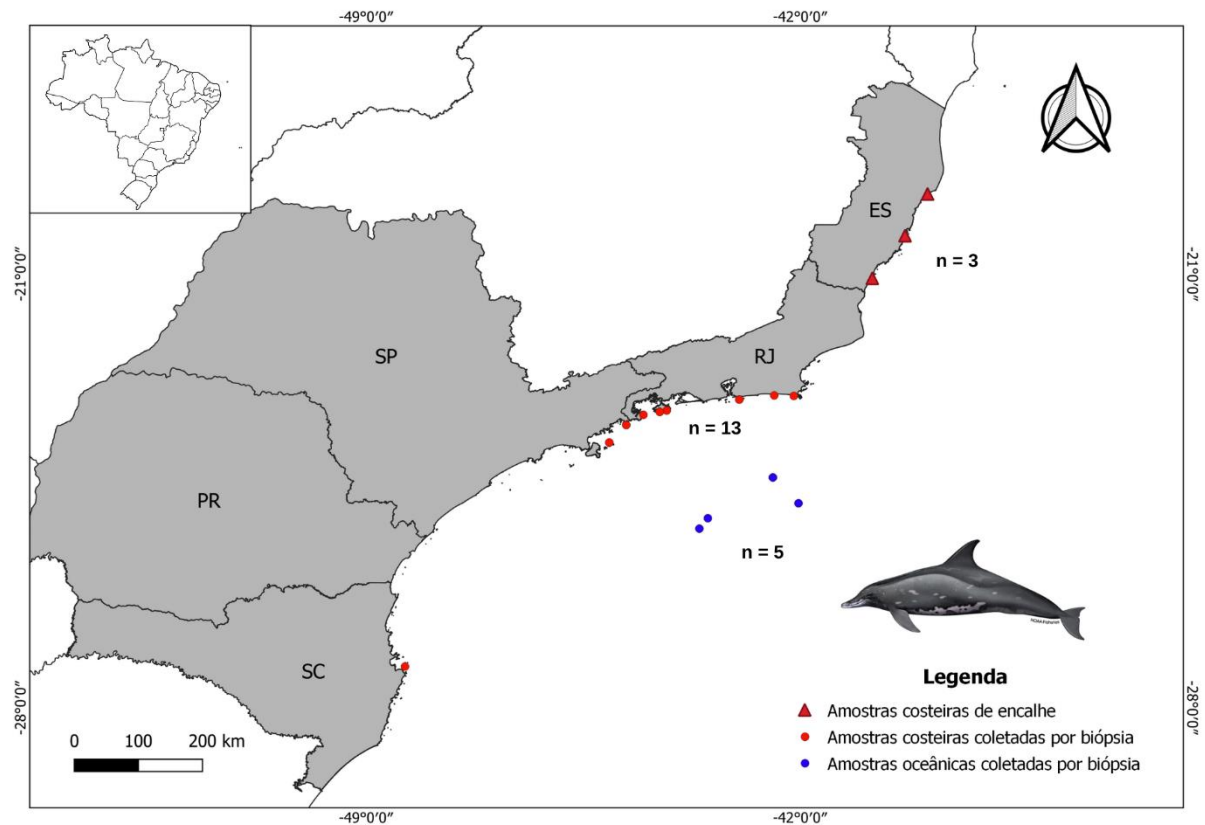 -49°0'0"
-42°0'0"
-21°0'0"
-21°0'0"
ES
n = 3
SP
RJ
n = 13
PR
n = 5
SC
-28°0'0"
-28°0'0"
0 100 200 km
Legenda
Amostras costeiras de encalhe
Amostras costeiras coletadas por biópsia
Amostras oceânicas coletadas por biópsia
-49°0'0"
-42°0'0"